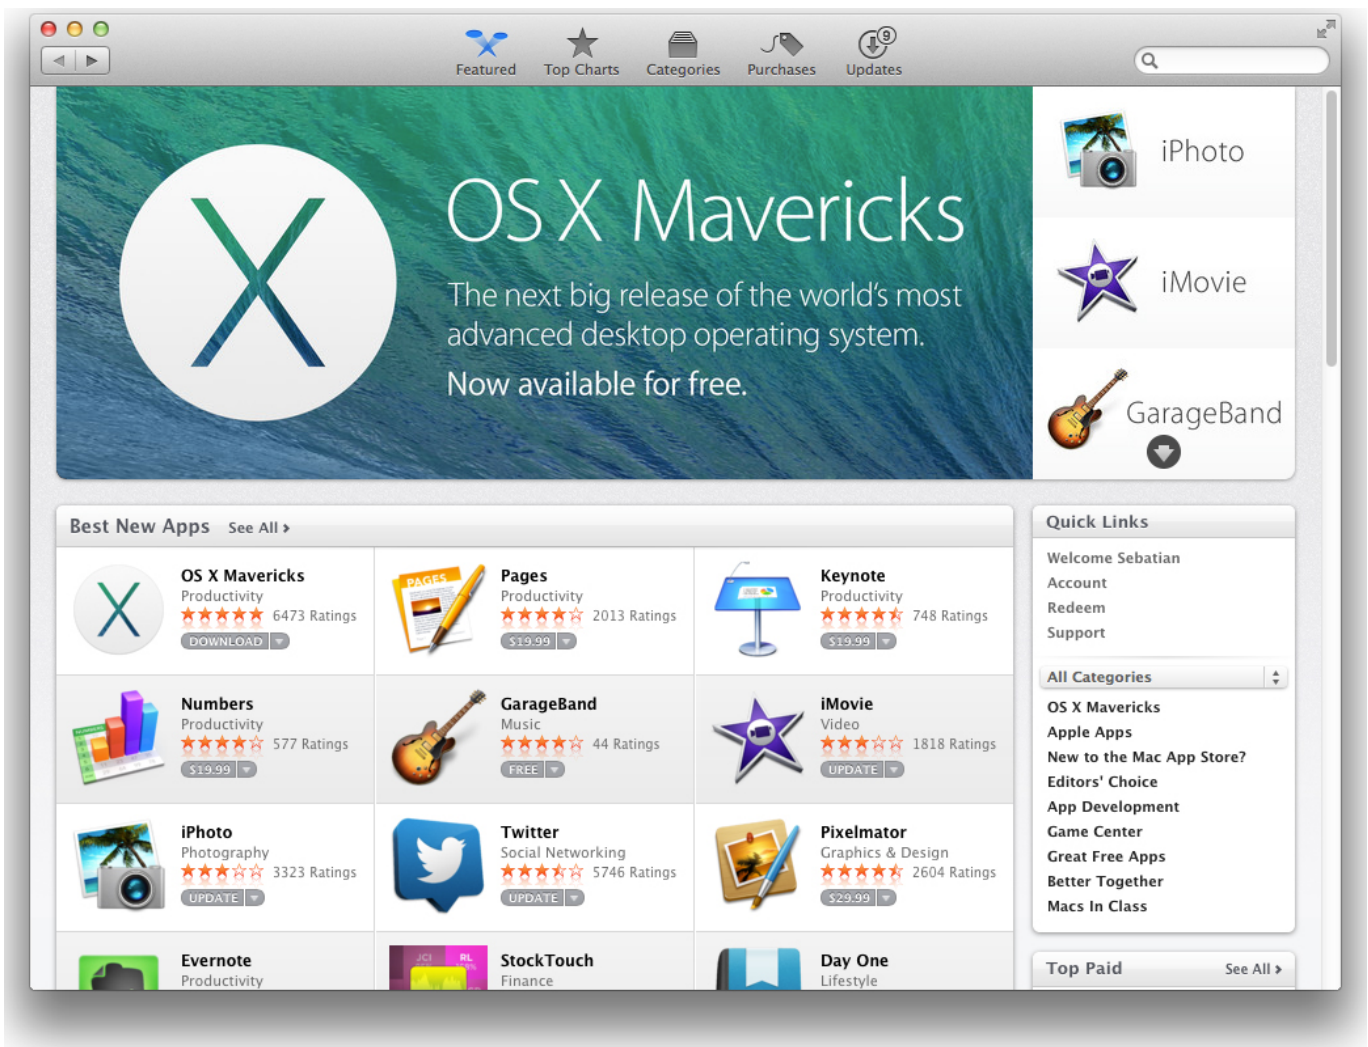 9
Featured Top Charts Categories Purchases Updates
OS X Mavericks
The next big release of the world's most
advanced desktop operating system.
Now available for free.
iPhoto
iMovie
GarageBand
Best New Apps See All ›
OS X Mavericks
Productivity
6473 Ratings
DOWNLOAD
PAGES
Pages
Productivity
2013 Ratings
$19.99
Keynote
Productivity
748 Ratings
$19.99
NUMBERS
Numbers
Productivity
577 Ratings
$19.99
GarageBand
Music
44 Ratings
FREE
iMovie
Video
1818 Ratings
UPDATE
iPhoto
Photography
3323 Ratings
UPDATE
Twitter
Social Networking
5746 Ratings
UPDATE
Pixelmator
Graphics & Design
2604 Ratings
$29.99
Evernote
Productivity
JCI RL
StockTouch
Finance
Day One
Lifestyle
Quick Links
Welcome Sebatian
Account
Redeem
Support
All Categories
OS X Mavericks
Apple Apps
New to the Mac App Store?
Editors' Choice
App Development
Game Center
Great Free Apps
Better Together
Macs In Class
Top Paid See All ›